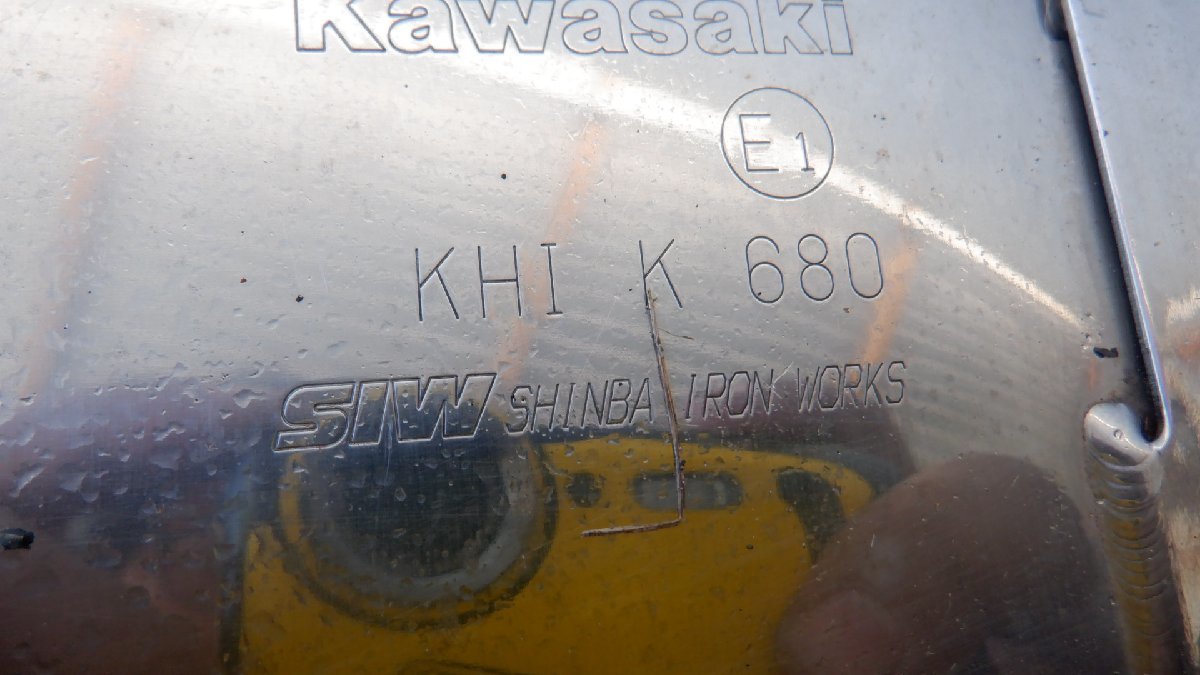 Kawasaki
E1
KHI K 680
SIW SHINBA IRON WORKS